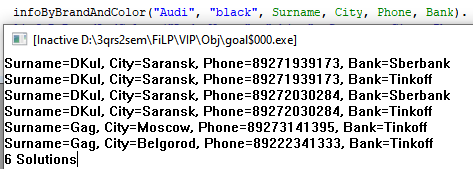 infoByBrandAndColor("Audi", "black", Surname, City, Phone, Bank).
[Inactive D:\3qrs2sem\FiLP\VIP\Obj\goal$000.exe]
Surname=DKul, City=Saransk, Phone=89271939173, Bank=Sberbank
Surname=DKul, City=Saransk, Phone=89271939173, Bank=Tinkoff
Surname=DKul, City=Saransk, Phone=89272030284, Bank=Sberbank
Surname=DKul, City=Saransk, Phone=89272030284, Bank=Tinkoff
Surname=Gag, City=Moscow, Phone=89273141395, Bank=Tinkoff
Surname=Gag, City=Belgorod, Phone=89222341333, Bank=Tinkoff
6 Solutions